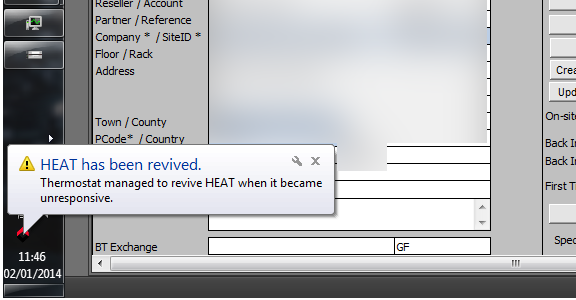 Reseller / Account
Partner / Reference
Company * / SiteID *
Floor / Rack
Address
Town / County
PCode* / Country
HEAT has been revived.
Thermostat managed to revive HEAT when it became
unresponsive.
BT Exchange
GF
11:46
02/01/2014
Crea
Upd
On-site
Back In
Back In
First T
Spec